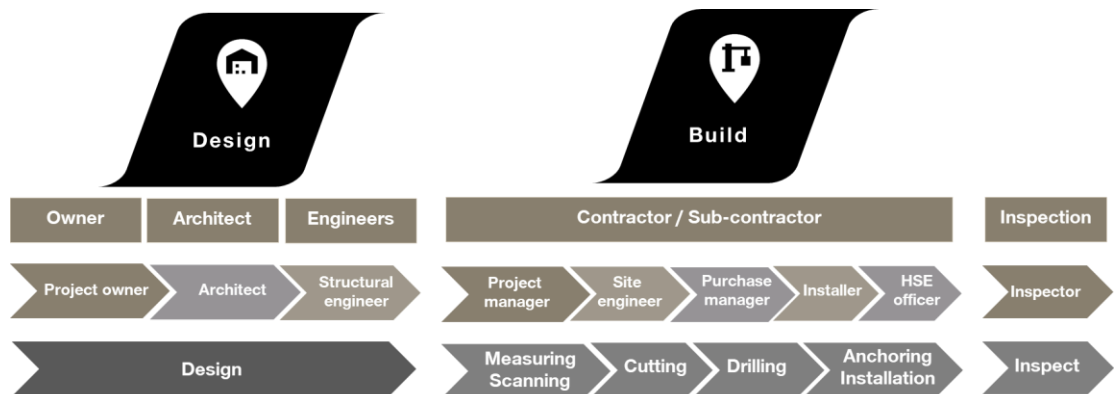 Design
Build
Owner
Architect
Engineers
Contractor / Sub-contractor
Inspection
Project owner
Architect
Structural
engineer
Project
manager
Site
engineer
Purchase
manager
Installer
HSE
officer
Inspector
Design
Measuring
Scanning
Cutting
Drilling
Anchoring
Installation
Inspect